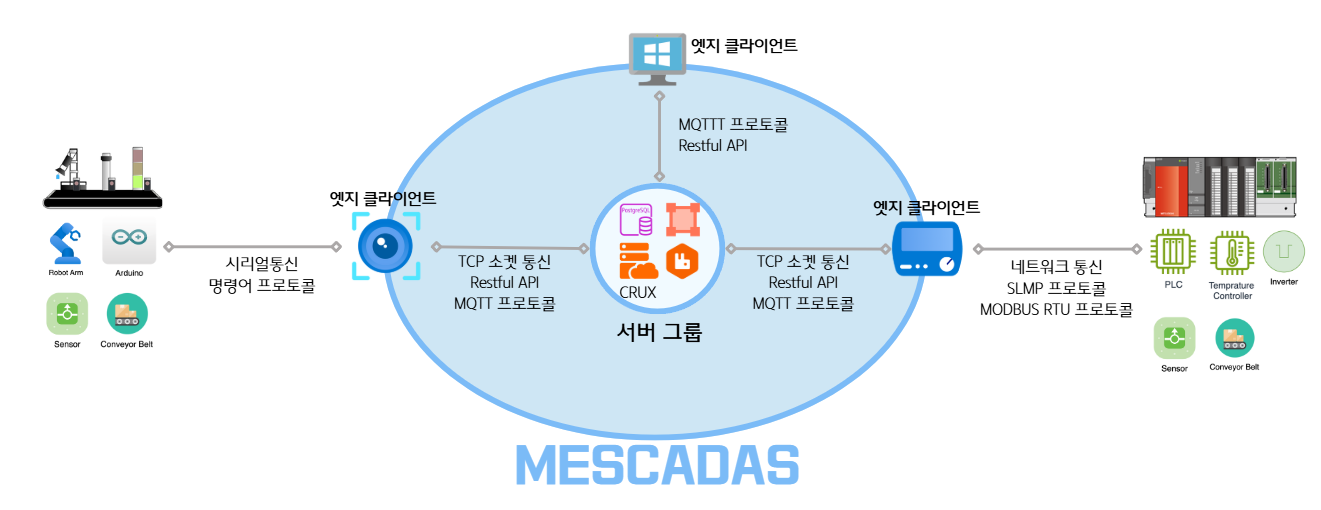 엣지 클라이언트
MQTTT 프로토콜
Restful API
엣지 클라이언트
엣지 클라이언트
PostgreSQL
CRUX
서버 그룹
시리얼통신
명령어 프로토콜
TCP 소켓 통신
Restful API
MQTT 프로토콜
TCP 소켓 통신
Restful API
MQTT 프로토콜
네트워크 통신
SLMP 프로토콜
MODBUS RTU 프로토콜
Robot Arm
Arduino
Sensor
Conveyor Belt
PLC
Temprature
Controller
Inverter
Sensor
Conveyor Belt
MESCADAS